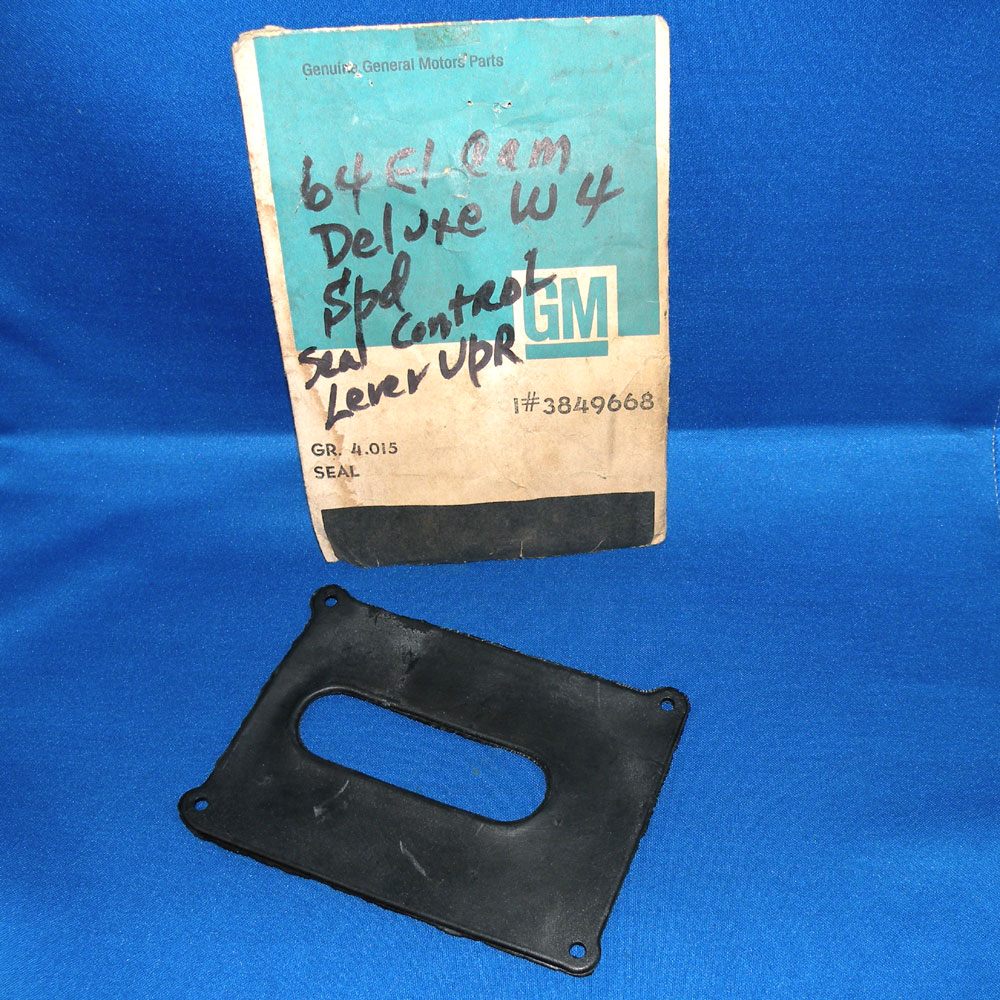 Genuine General Motors Parts
64 El Cam
Deluxe W 4
Spd
Seal Control
Lever UpR
GM
1#3849668
GR. 4.015
SEAL